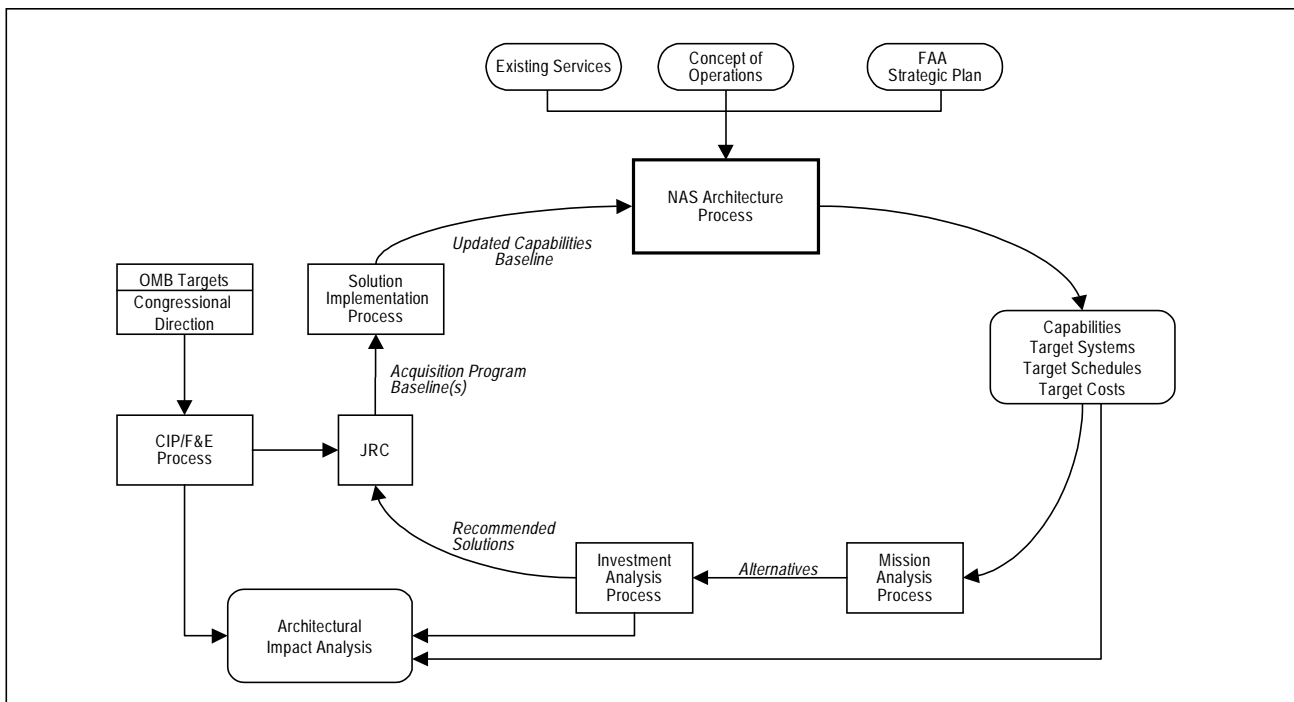 Existing Services
Concept of
Operations
FAA
Strategic Plan
NAS Architecture
Process
Updated Capabilities
Baseline
OMB Targets
Congressional
Direction
Solution
Implementation
Process
Capabilities
Target Systems
Target Schedules
Target Costs
Acquisition Program
Baseline(s)
CIP/F&E
Process
JRC
Recommended
Solutions
Investment
Analysis
Process
Alternatives
Mission
Analysis
Process
Architectural
Impact Analysis